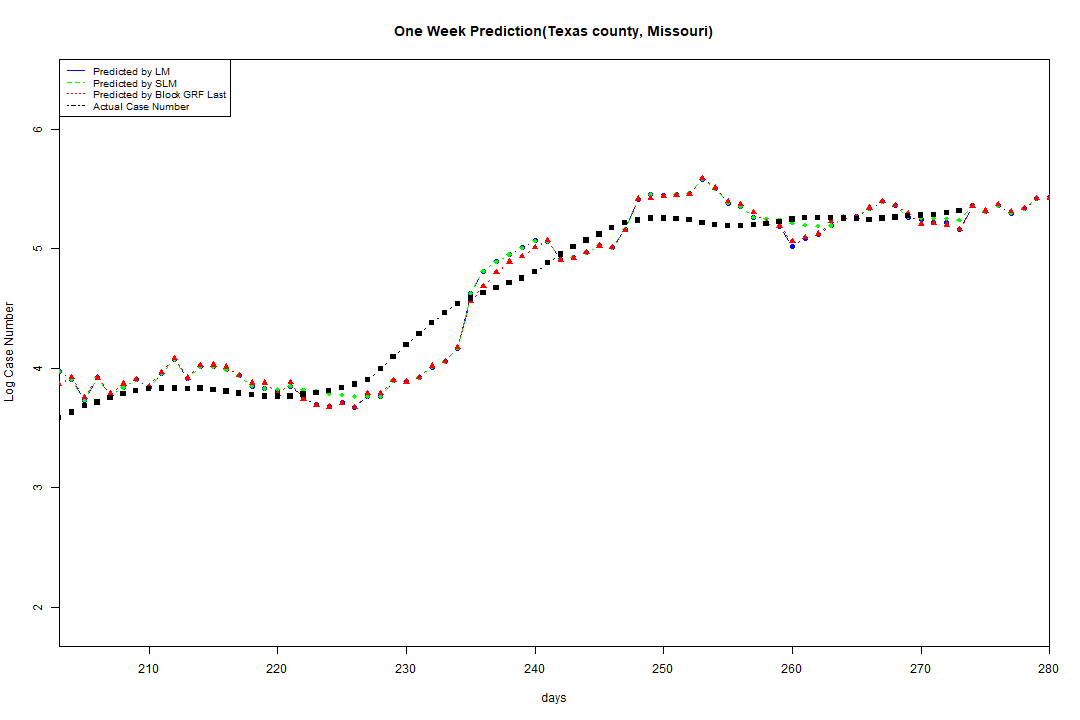 One Week Prediction(Texas county, Missouri)
Predicted by LM
Predicted by SLM
Predicted by Block GRF Last
Actual Case Number
Log Case Number
6
5
4
3
2
210 220 230 240 250 260 270 280
days